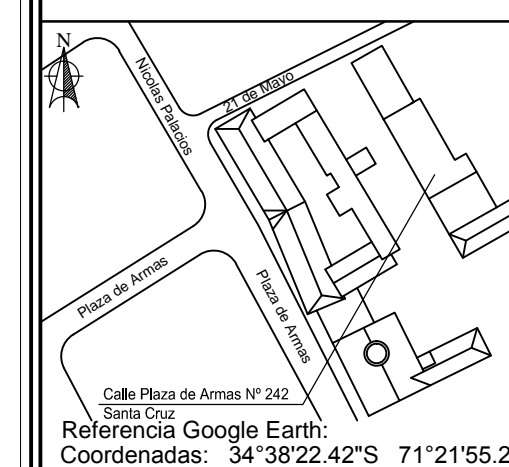 N
Nicolas Palacios
21 de Mayo
Plaza de Armas
Plaza de Armas
Calle Plaza de Armas Nº 242
Santa Cruz
Referencia Google Earth:
Coordenadas: 34°38'22.42"S 71°21'55.2